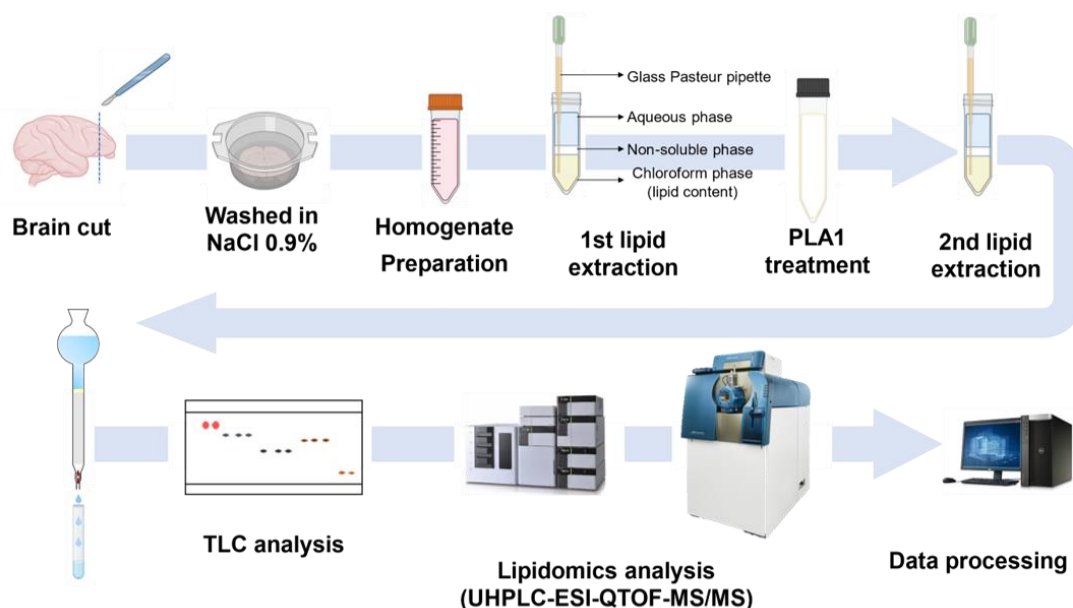 Glass Pasteur pipette
Aqueous phase
Non-soluble phase
Chloroform phase
(lipid content)
Brain cut
Washed in
NaCl 0.9%
Homogenate
Preparation
1st lipid
extraction
PLA1
treatment
2nd lipid
extraction
TLC analysis
Lipidomics analysis
(UHPLC-ESI-QTOF-MS/MS)
Data processing